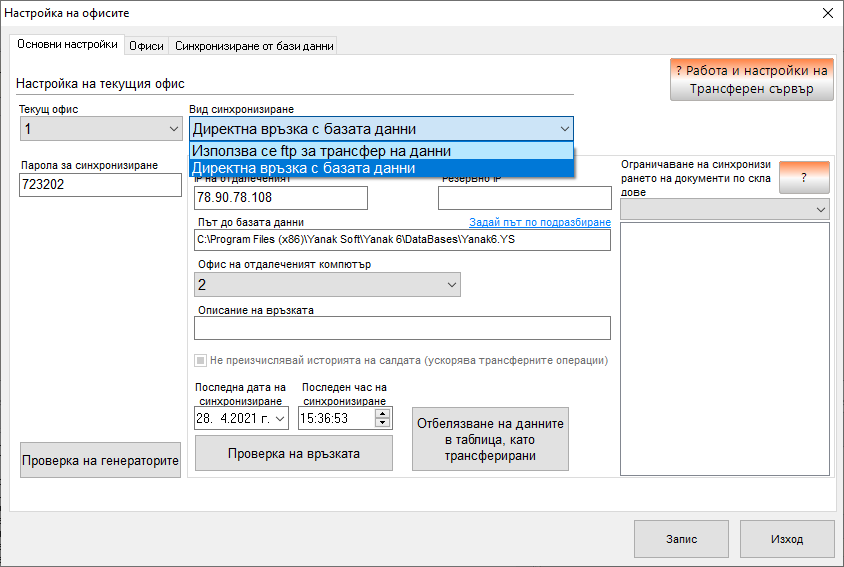 Настройка на офисите
Основни настройки
Офиси
Синхронизиране от бази данни
? Работа и настройки на
Трансферен сървър
Настройка на текущия офис
Текущ офис
1
Вид синхронизиране
Директна връзка с базата данни
Използва се ftp за трансфер на данни
Директна връзка с базата данни
Парола за синхронизиране
723202
IP на отдалеченият
78.90.78.108
Резервно IP
Път до базата данни
Задай път по подразбиране
C:\Program Files (x86)\Yanak Soft\Yanak 6\DataBases\Yanak6.YS
Офис на отдалеченият компютър
2
Описание на връзката
Не преизчислявай историята на салдата (ускорява трансферните операции)
Последна дата на
синхронизиране
28. 4.2021 г.
Последен час на
синхронизиране
15:36:53
Проверка на връзката
Отбелязване на данните
в таблица, като
трансферирани
Ограничаване на синхронизи
рането на документи по скла
дове
?
Проверка на генераторите
Запис
Изход